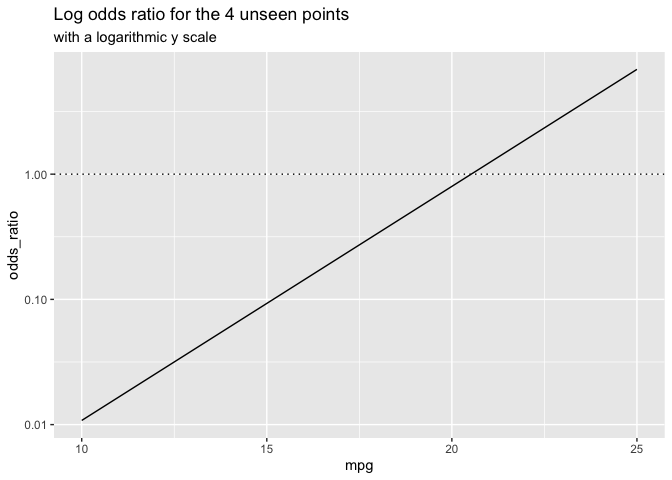 Log odds ratio for the 4 unseen points
with a logarithmic y scale
1.00
0.10
0.01
odds_ratio
10 15 20 25
mpg